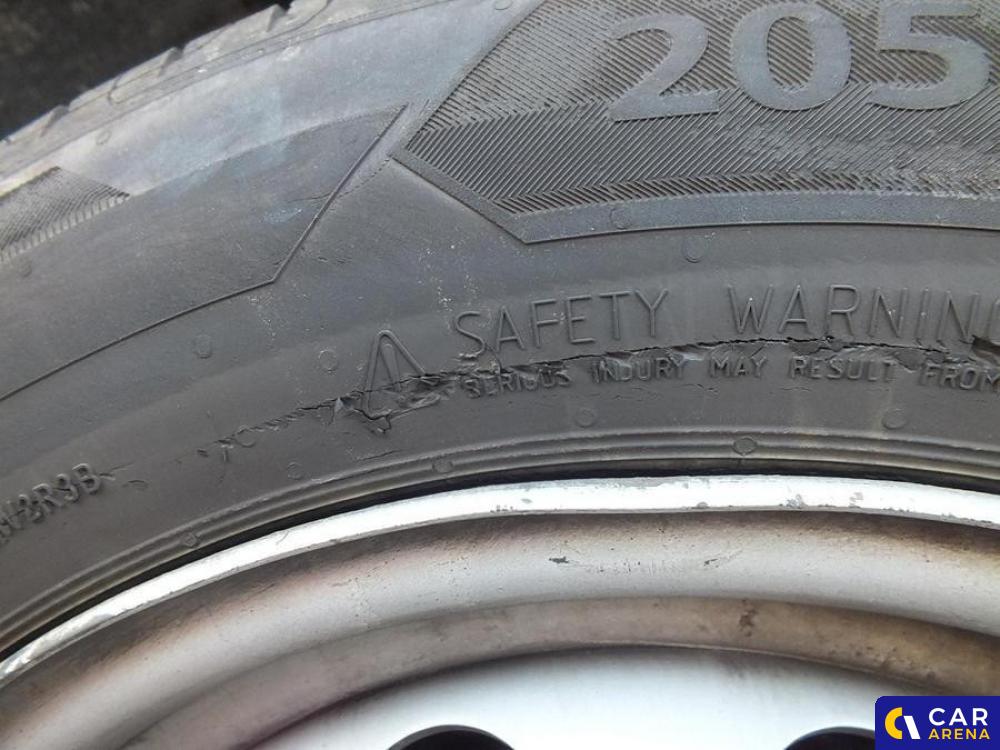 205
SAFETY WARNING
SERIOUS INJURY MAY RESULT FROM
CAR
ARENA